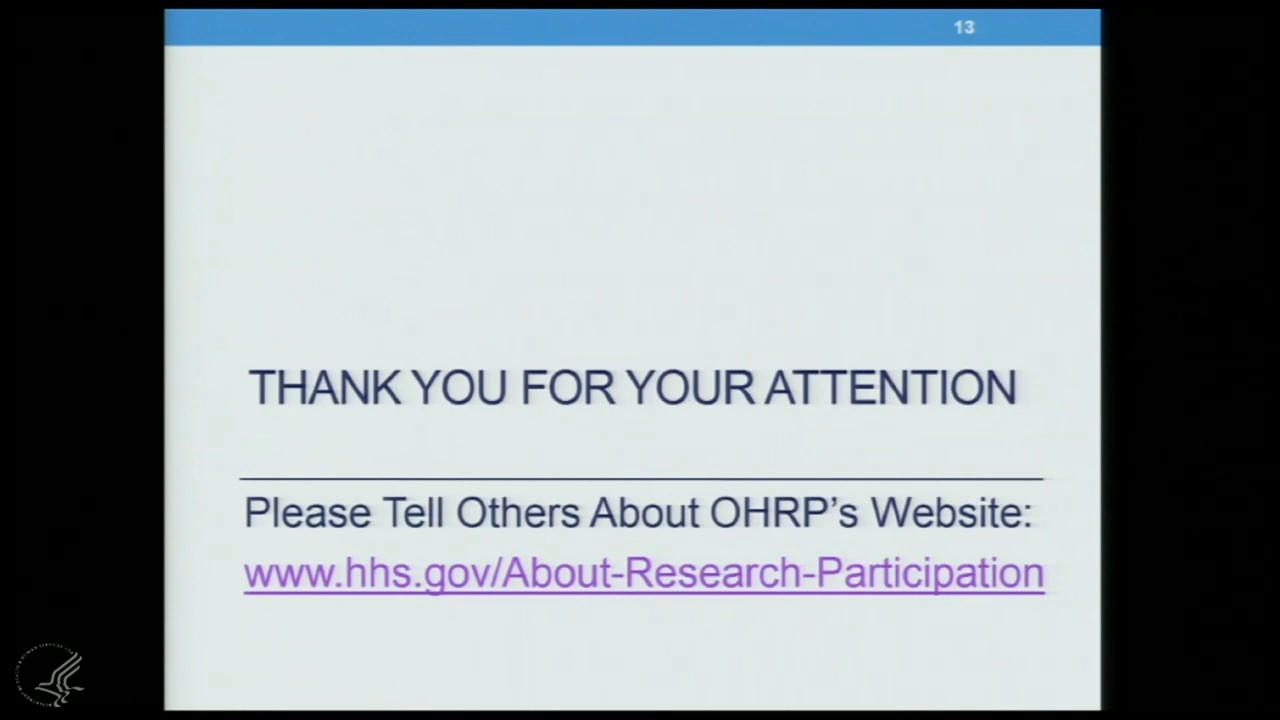 13
THANK YOU FOR YOUR ATTENTION
Please Tell Others About OHRP’s Website:
www.hhs.gov/About-Research-Participation